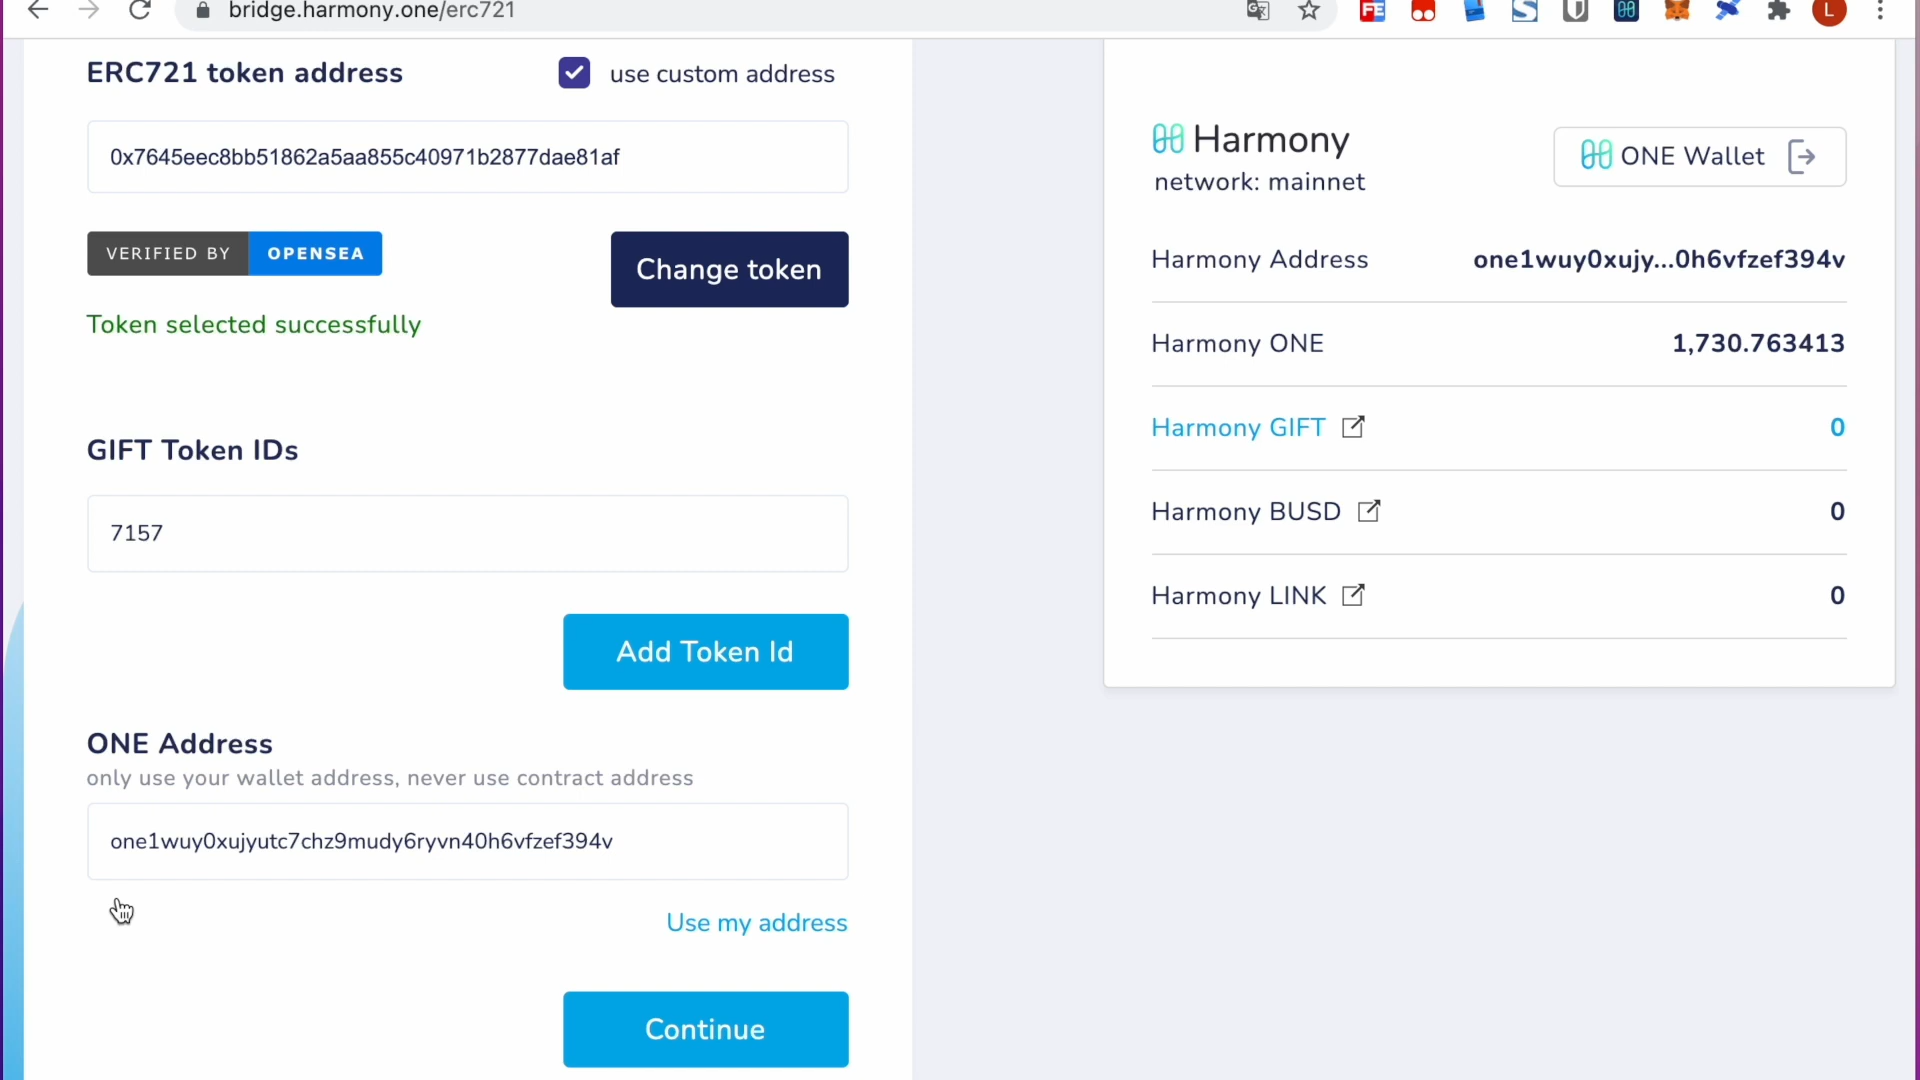 bridge.harmony.one/erc721
FE
S
L
ERC721 token address
use custom address
0x7645eec8bb51862a5aa855c40971b2877dae81af
VERIFIED BY OPENSEA
Change token
Token selected successfully
GIFT Token IDs
7157
Add Token Id
ONE Address
only use your wallet address, never use contract address
one1wuy0xujyutc7chz9mudy6ryvn40h6vfzef394v
Use my address
Continue
Harmony
network: mainnet
ONE Wallet
Harmony Address one1wuy0xujy...0h6vfzef394v
Harmony ONE 1,730.763413
Harmony GIFT 0
Harmony BUSD 0
Harmony LINK 0